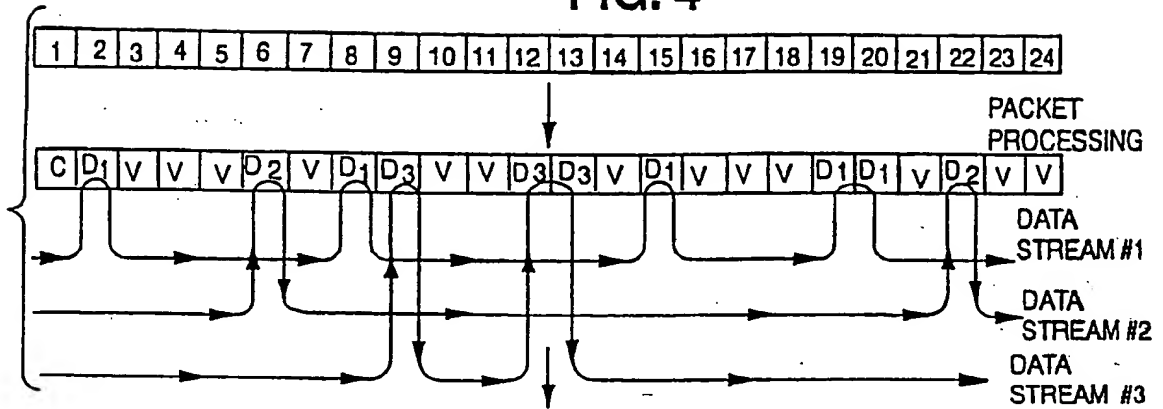 FIG. 4
1 2 3 4 5 6 7 8 9 10 11 12 13 14 15 16 17 18 19 20 21 22 23 24
PACKET
PROCESSING
C D1 V V V D2 V D1 D3 V V D3 D3 V D1 V V V D1 D1 V D2 V V
DATA
STREAM #1
DATA
STREAM #2
DATA
STREAM #3